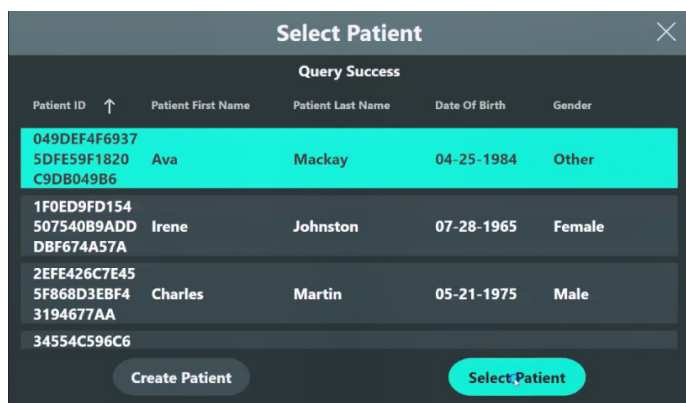 Select Patient
Query Success
Patient ID ↑ Patient First Name Patient Last Name Date Of Birth Gender
049DEF4F6937
5DFE59F1820 Ava Mackay 04-25-1984 Other
C9DB049B6
1F0ED9FD154
507540B9ADD Irene Johnston 07-28-1965 Female
DBF674A57A
2EFE426C7E45
5F868D3EBF4 Charles Martin 05-21-1975 Male
3194677AA
34554C596C6
Create Patient Select Patient